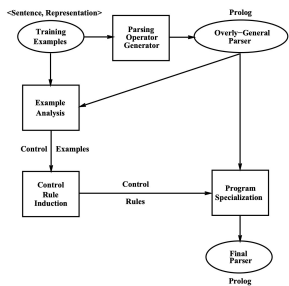 <Sentence, Representation>
Prolog
Training
Examples
Parsing
Operator
Generator
Overly−General
Parser
Example
Analysis
Control Examples
Control
Rule
Induction
Control
Rules
Program
Specialization
Final
Parser
Prolog